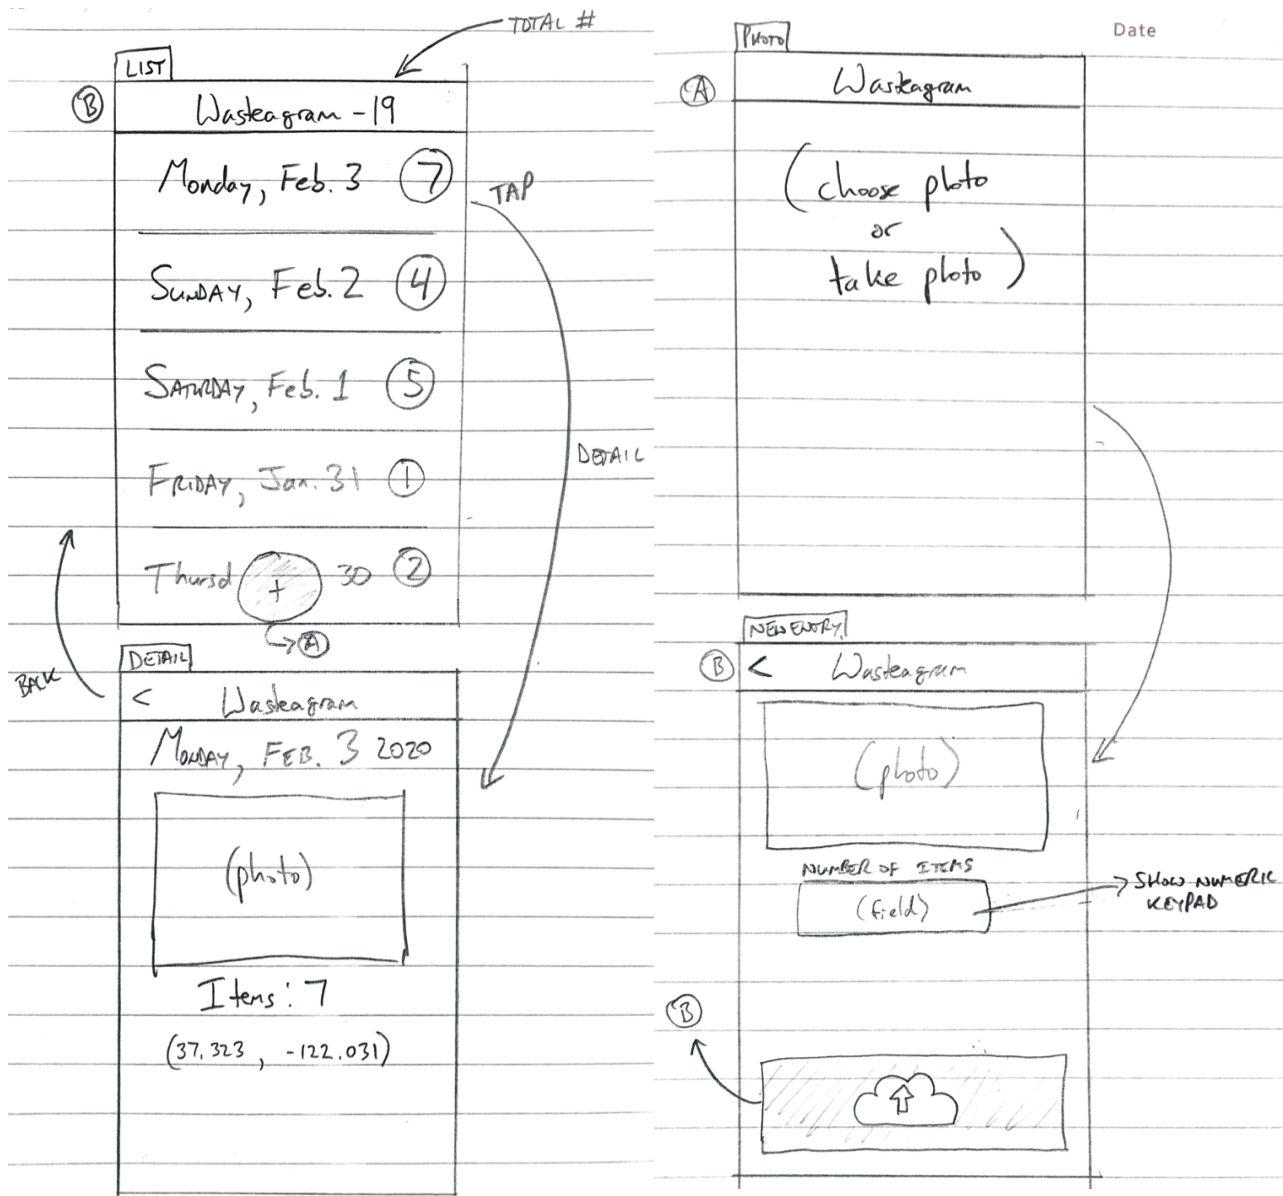 TOTAL #
LIST
B
Wasteagram - 19
Monday, Feb. 3 7
TAP
SUNDAY, Feb. 2 4
SATURDAY, Feb. 1 5
DETAIL
FRIDAY, Jan. 31 1
Thursd + 30 2
A
BACK
DETAIL
< Wasteagram
MONDAY, FEB. 3 2020
(photo)
Items: 7
(37.323, -122.031)
Date
PHOTO
A
Wasteagram
(choose photo
or
take photo)
NEW ENTRY
B
< Wasteagram
(photo)
NUMBER OF ITEMS
(field)
SHOW NUMERIC
KEYPAD
B